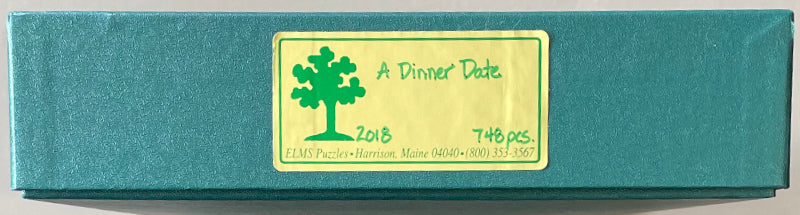 A Dinner Date
2018 748 pcs.
ELMS Puzzles • Harrison, Maine 04040 • (800) 353-3567